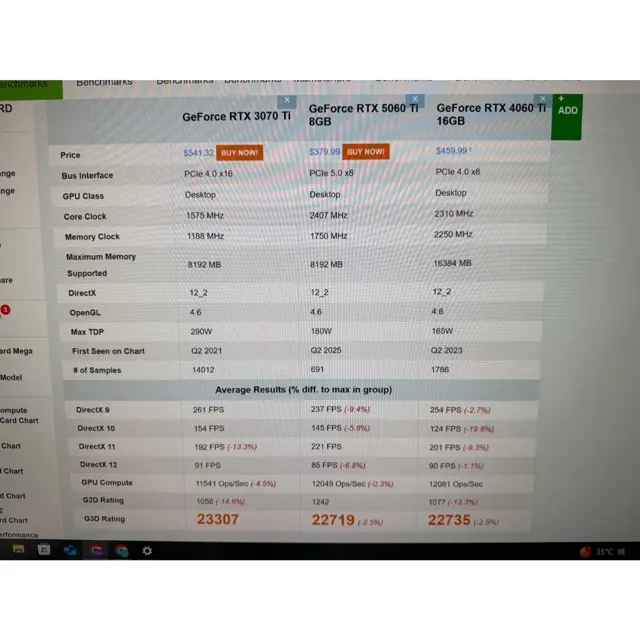 enchmarks Benchmarks
RD
GeForce RTX 3070 Ti GeForce RTX 5060 Ti 8GB GeForce RTX 4060 Ti 16GB + ADD
Price $541.32 BUY NOW! $379.99 BUY NOW! $459.99
Bus Interface PCIe 4.0 x16 PCIe 5.0 x8 PCIe 4.0 x8
nge
GPU Class Desktop Desktop Desktop
nge
Core Clock 1575 MHz 2407 MHz 2310 MHz
Memory Clock 1188 MHz 1750 MHz 2250 MHz
Maximum Memory Supported 8192 MB 8192 MB 16384 MB
are
DirectX 12_2 12_2 12_2
3
OpenGL 4.6 4.6 4.6
Max TDP 290W 180W 165W
ard Mega
First Seen on Chart Q2 2021 Q2 2025 Q2 2023
Model
# of Samples 14012 691 1786
Average Results (% diff. to max in group)
ompute
DirectX 9 261 FPS 237 FPS (-9.4%) 254 FPS (-2.7%)
Card Chart
DirectX 10 154 FPS 145 FPS (-5.8%) 124 FPS (-19.8%)
Chart
DirectX 11 192 FPS (-13.3%) 221 FPS 201 FPS (-9.3%)
Chart
DirectX 12 91 FPS 85 FPS (-6.8%) 90 FPS (-1.1%)
GPU Compute 11541 Ops/Sec (-4.5%) 12049 Ops/Sec (-0.3%) 12081 Ops/Sec
d Chart
G2D Rating 1058 (-14.8%) 1242 1077 (-13.3%)
rd Chart
G3D Rating 23307 22719 (-2.5%) 22735 (-2.5%)
erformance
35°C